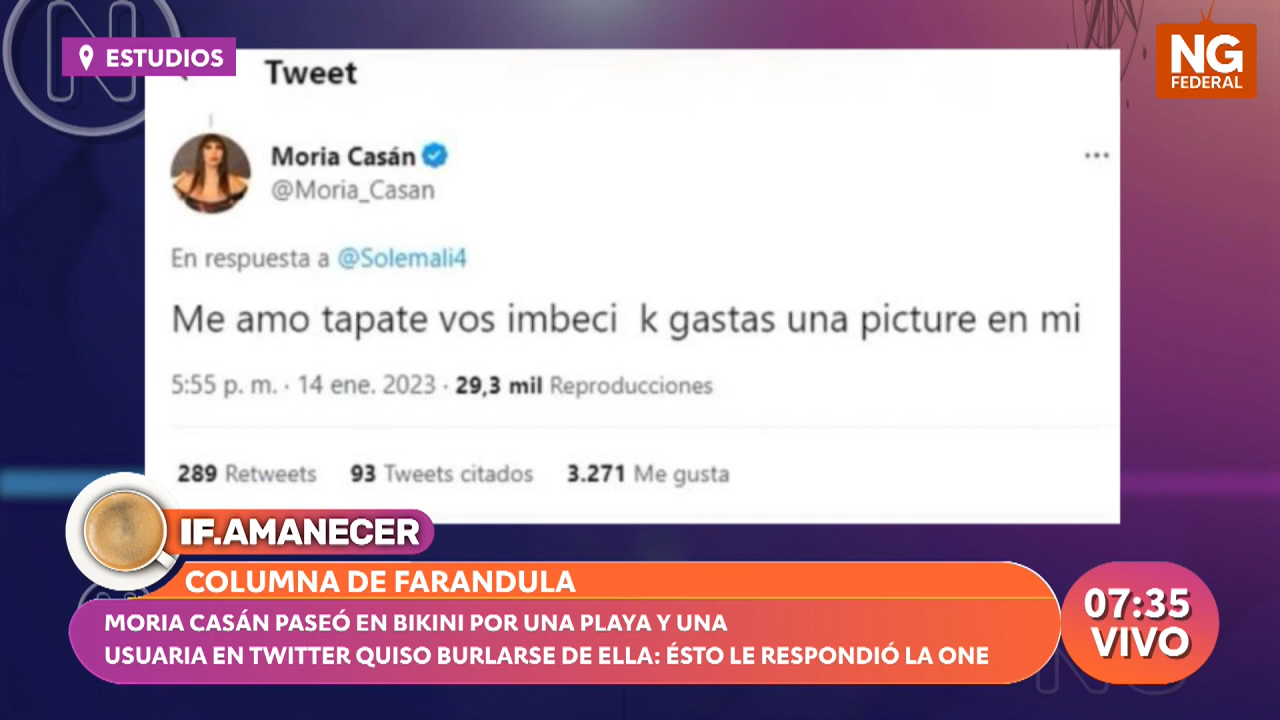 ESTUDIOS
NG
FEDERAL
Tweet
Moria Casán
@Moria_Casan
En respuesta a @Solemali4
Me amo tapate vos imbeci k gastas una picture en mi
5:55 p. m. · 14 ene. 2023 · 29,3 mil Reproducciones
289 Retweets 93 Tweets citados 3.271 Me gusta
IF.AMANECER
COLUMNA DE FARANDULA
MORIA CASÁN PASEÓ EN BIKINI POR UNA PLAYA Y UNA
USUARIA EN TWITTER QUISO BURLARSE DE ELLA: ÉSTO LE RESPONDIÓ LA ONE
07:35
VIVO